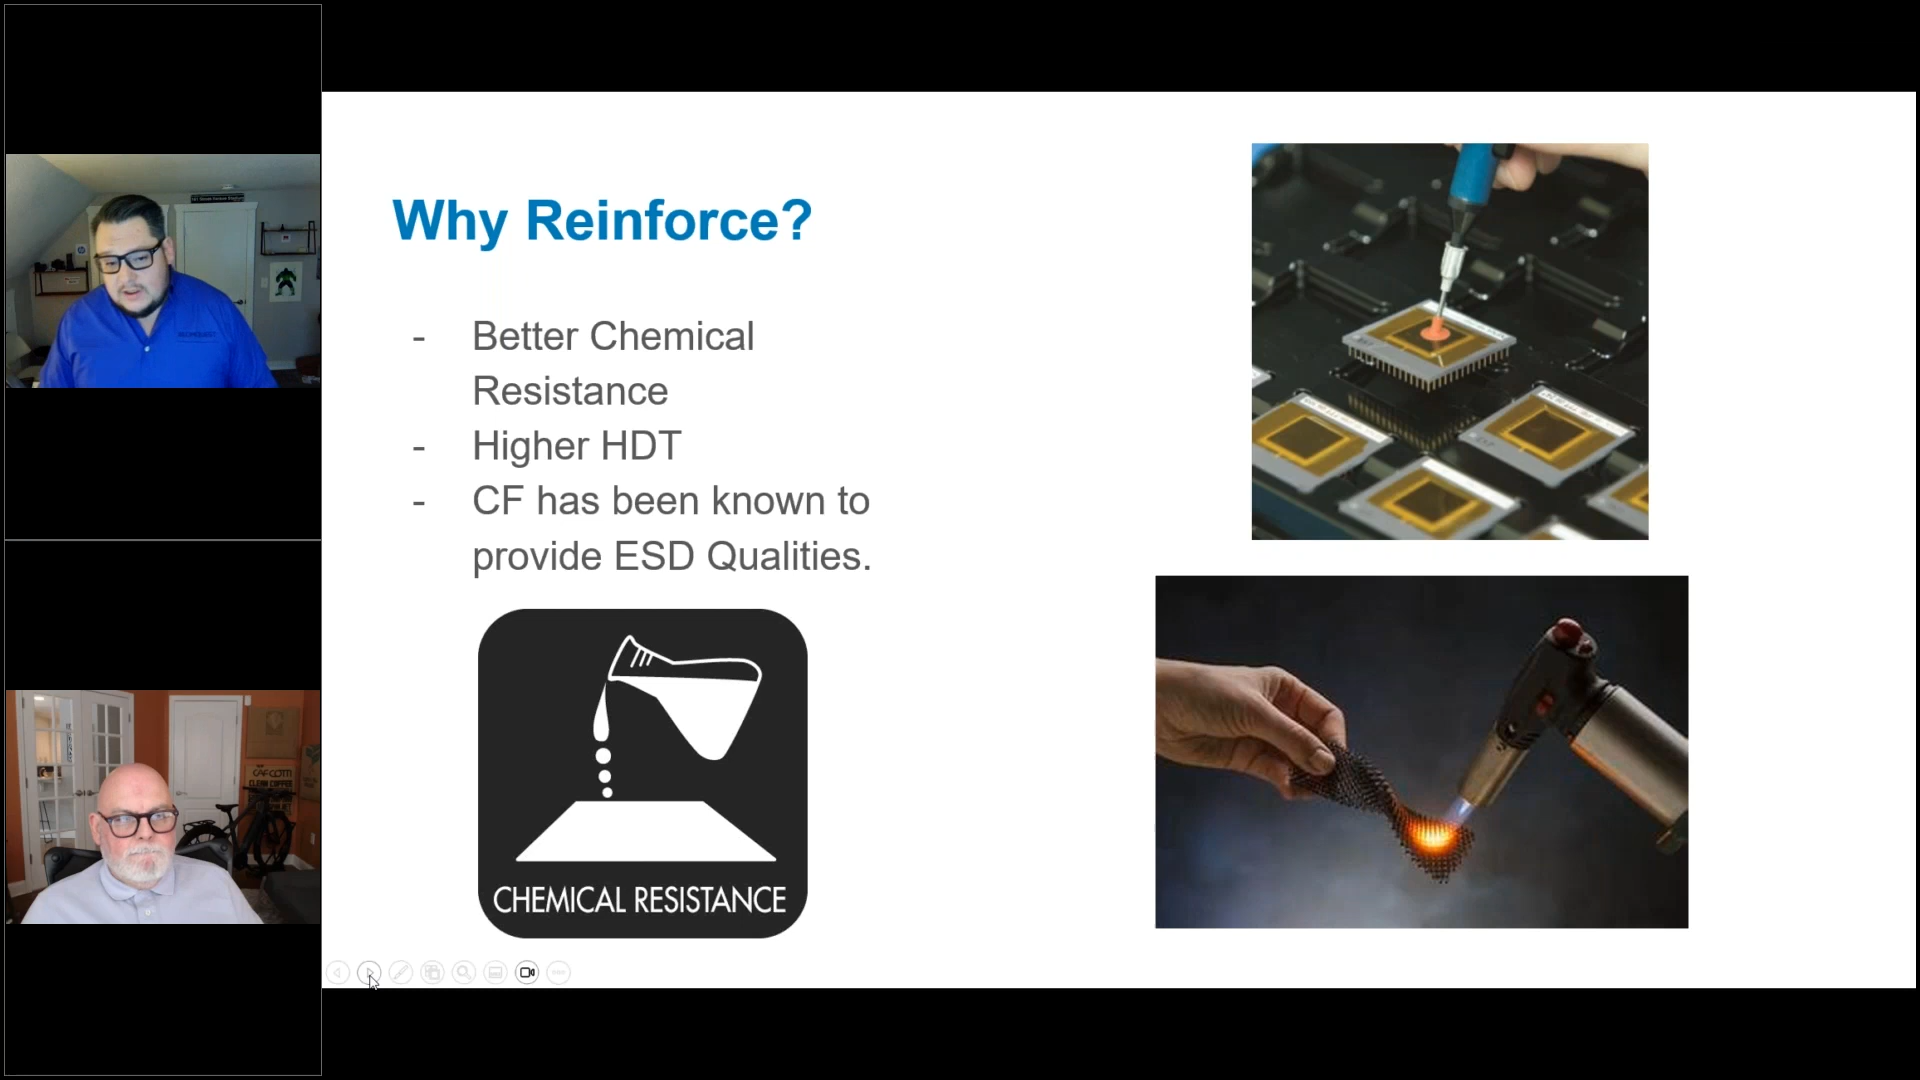 Why Reinforce?
- Better Chemical
Resistance
- Higher HDT
- CF has been known to
provide ESD Qualities.
CHEMICAL RESISTANCE